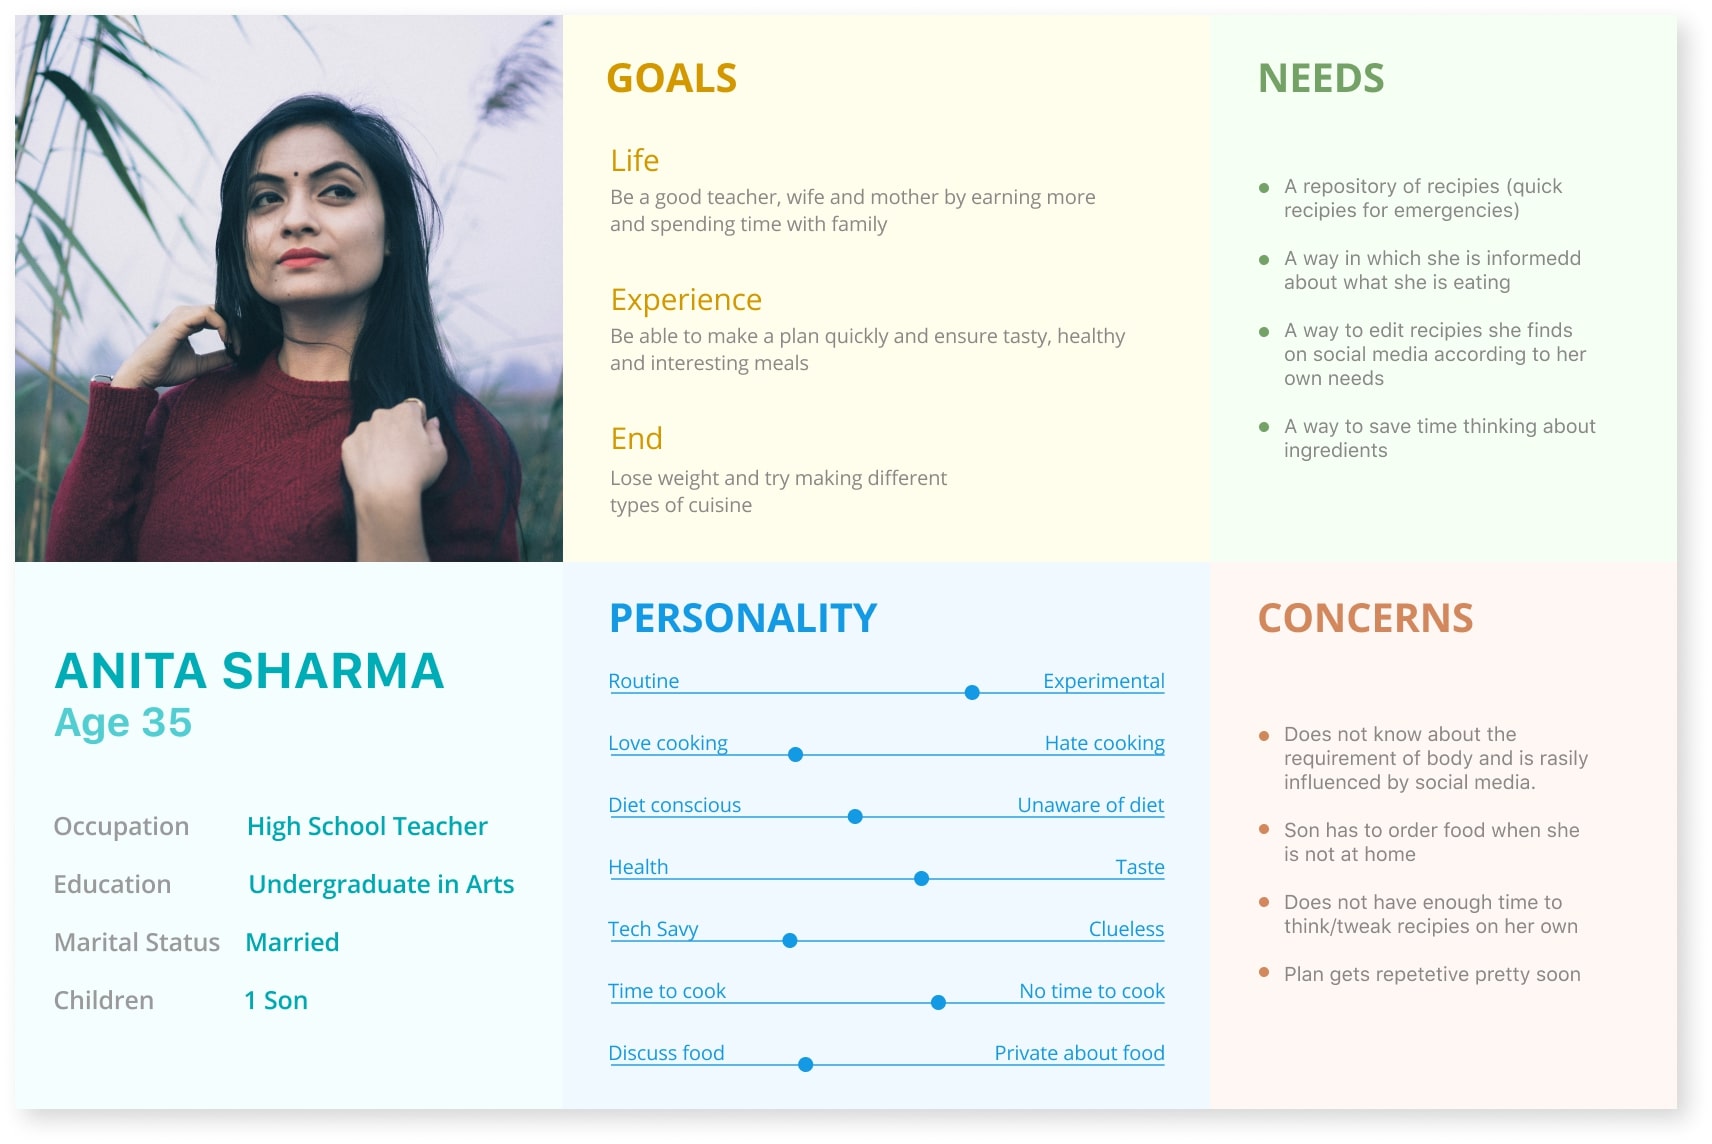 GOALS
Life
Be a good teacher, wife and mother by earning more
and spending time with family
Experience
Be able to make a plan quickly and ensure tasty, healthy
and interesting meals
End
Lose weight and try making different
types of cuisine
NEEDS
A repository of recipies (quick
recipies for emergencies)
A way in which she is informedd
about what she is eating
A way to edit recipies she finds
on social media according to her
own needs
A way to save time thinking about
ingredients
ANITA SHARMA
Age 35
Occupation High School Teacher
Education Undergraduate in Arts
Marital Status Married
Children 1 Son
PERSONALITY
Routine Experimental
Love cooking Hate cooking
Diet conscious Unaware of diet
Health Taste
Tech Savy Clueless
Time to cook No time to cook
Discuss food Private about food
CONCERNS
Does not know about the
requirement of body and is rasily
influenced by social media.
Son has to order food when she
is not at home
Does not have enough time to
think/tweak recipies on her own
Plan gets repetetive pretty soon